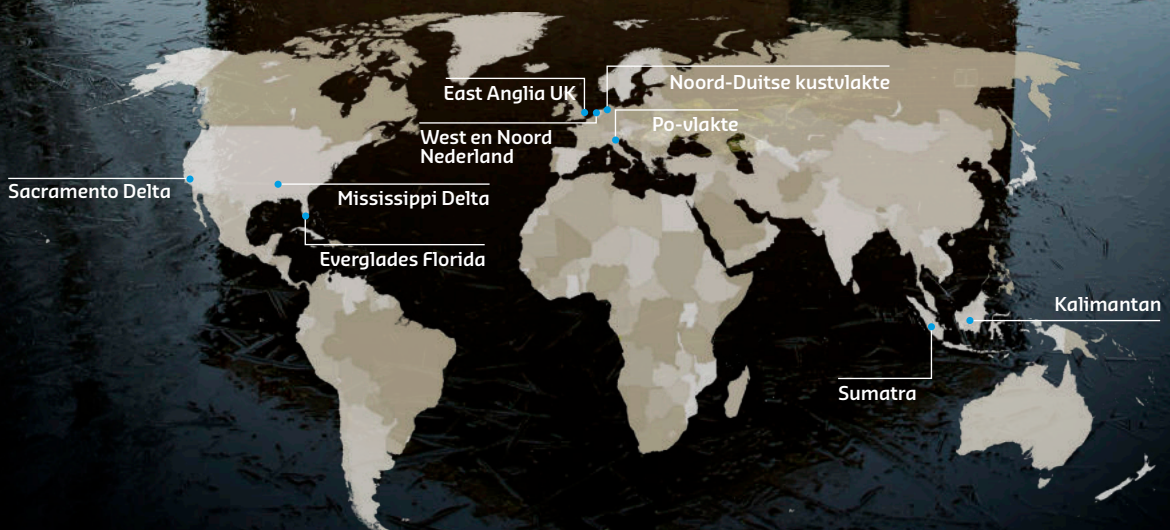 East Anglia UK
Noord-Duitse kustvlakte
West en Noord
Nederland
Po-vlakte
Sacramento Delta
Mississippi Delta
Everglades Florida
Kalimantan
Sumatra